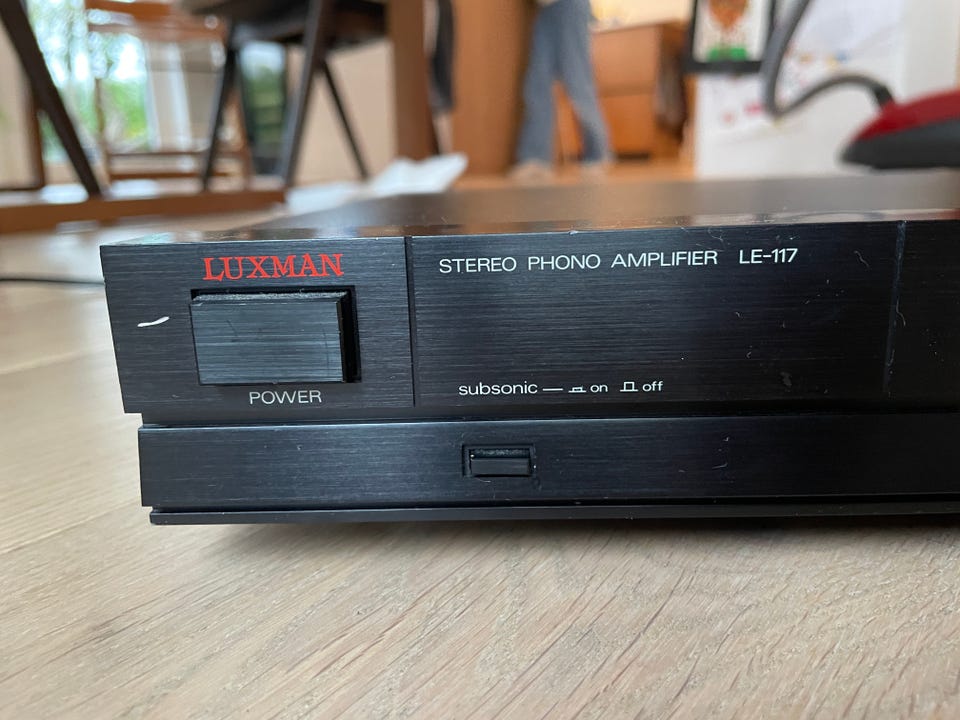 LUXMAN
STEREO PHONO AMPLIFIER LE-117
POWER
subsonic — on off